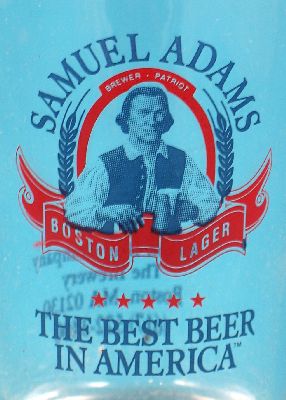 SAMUEL ADAMS
BREWER · PATRIOT
BOSTON LAGER
THE BEST BEER
IN AMERICA™